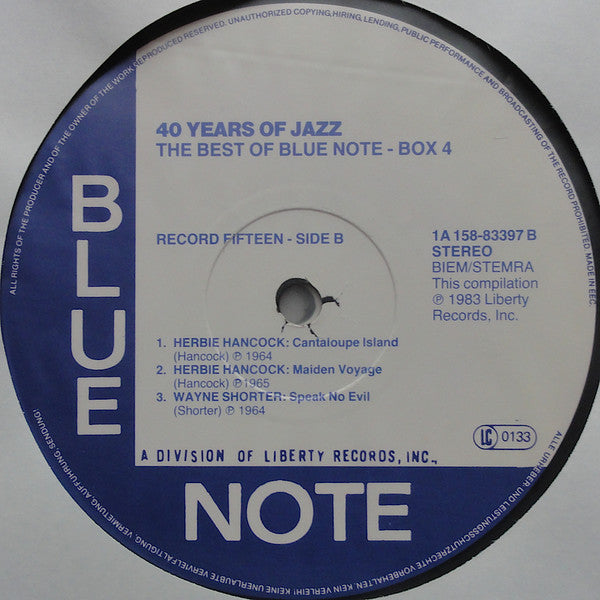 ALL RIGHTS OF THE PRODUCER AND OF THE OWNER OF THE WORK REPRODUCED RESERVED. UNAUTHORIZED COPYING, HIRING, LENDING, PUBLIC PERFORMANCE AND BROADCASTING OF THE RECORD PROHIBITED. MADE IN EEC.
40 YEARS OF JAZZ
THE BEST OF BLUE NOTE - BOX 4
RECORD FIFTEEN - SIDE B
1A 158-83397 B
STEREO
BIEM/STEMRA
This compilation
℗ 1983 Liberty
Records, Inc.
1. HERBIE HANCOCK: Cantaloupe Island
(Hancock) ℗ 1964
2. HERBIE HANCOCK: Maiden Voyage
(Hancock) ℗ 1965
3. WAYNE SHORTER: Speak No Evil
(Shorter) ℗ 1964
LC 0133
A DIVISION OF LIBERTY RECORDS, INC.,
BLUE
NOTE
ALLE URHEBER- UND LEISTUNGSSCHUTZRECHTE VORBEHALTEN. KEIN VERLEIH! KEINE UNERLAUBTE VERVIELFÄLTIGUNG, VERMIETUNG, AUFFÜHRUNG, SENDUNG!